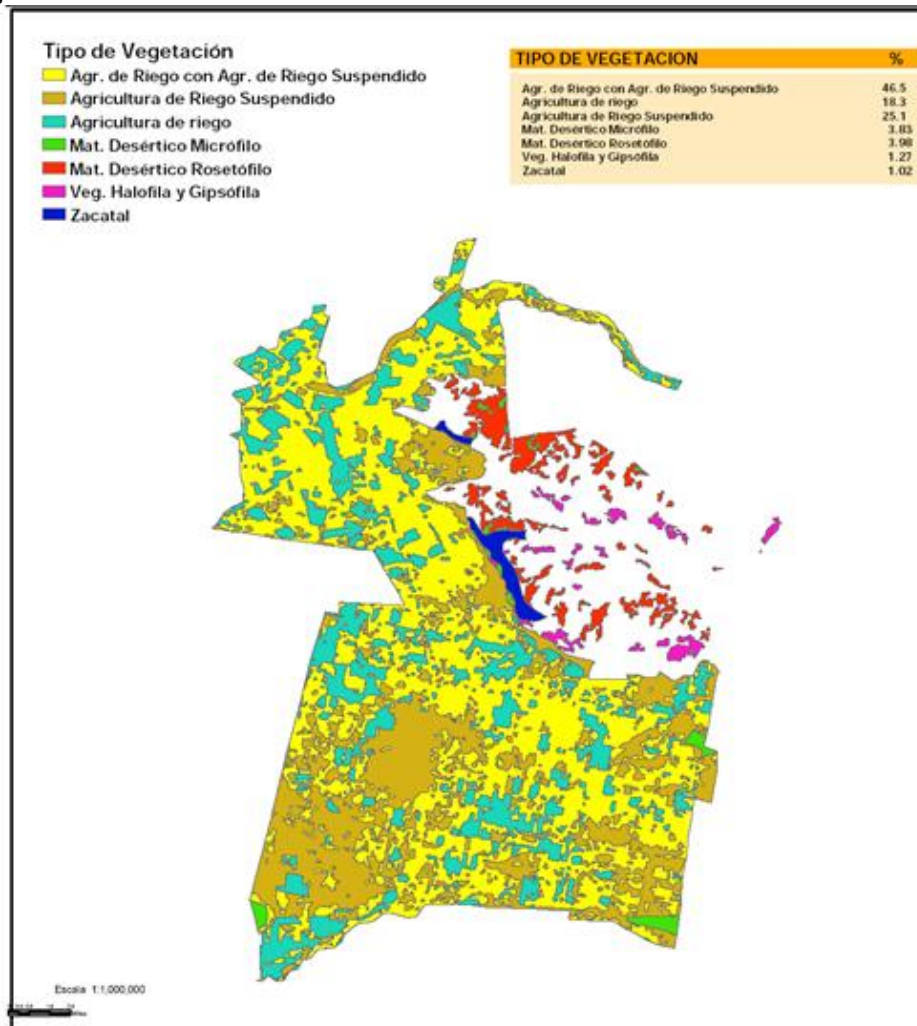 Tipo de Vegetación
Agr. de Riego con Agr. de Riego Suspendido
Agricultura de Riego Suspendido
Agricultura de riego
Mat. Desértico Micrófilo
Mat. Desértico Rosetófilo
Veg. Halofila y Gipsófila
Zacatal
TIPO DE VEGETACION %
Agr. de Riego con Agr. de Riego Suspendido 46.5
Agricultura de riego 18.3
Agricultura de Riego Suspendido 25.1
Mat. Desértico Micrófilo 3.83
Mat. Desértico Rosetófilo 3.98
Veg. Halofila y Gipsófila 1.27
Zacatal 1.02
Escala 1:1,000,000